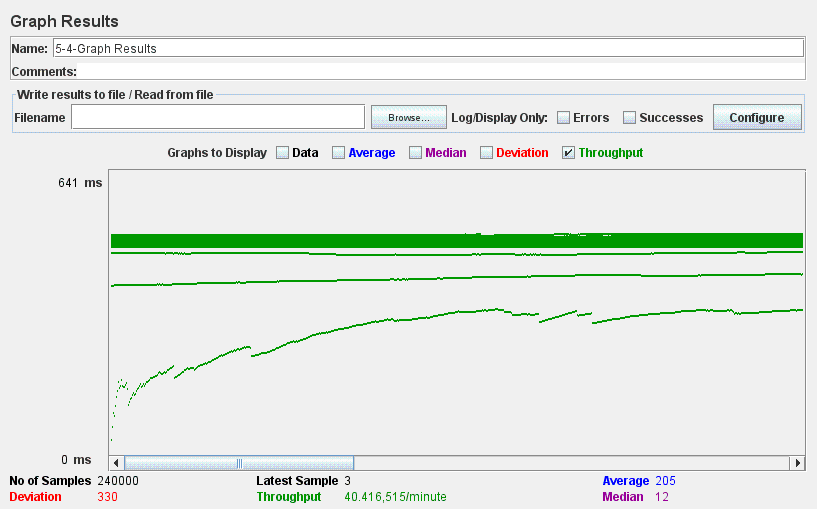 Graph Results
Name: 5-4-Graph Results
Comments:
Write results to file / Read from file
Filename Browse... Log/Display Only: Errors Successes Configure
Graphs to Display Data Average Median Deviation Throughput
641 ms
0 ms
No of Samples 240000 Latest Sample 3 Average 205
Deviation 330 Throughput 40.416,515/minute Median 12